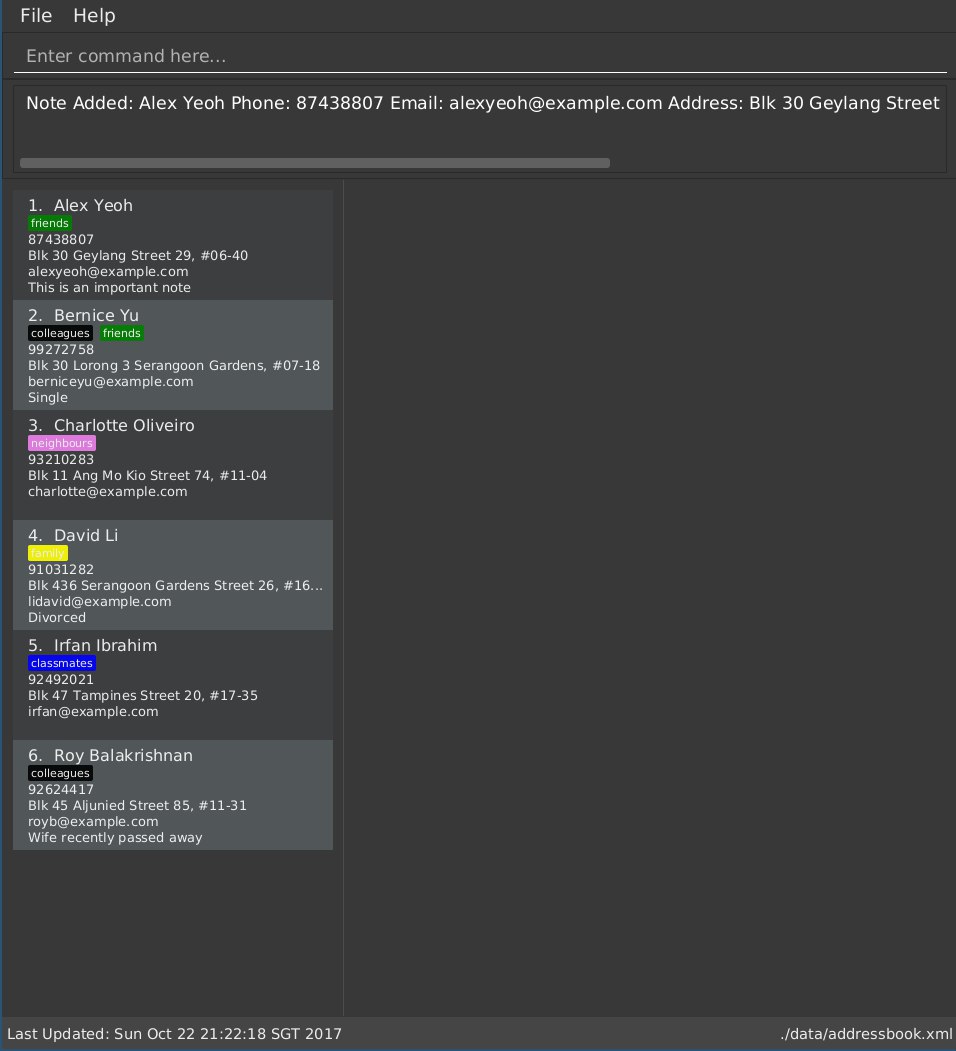 File Help
Enter command here...
Note Added: Alex Yeoh Phone: 87438807 Email: alexyeoh@example.com Address: Blk 30 Geylang Street
1. Alex Yeoh
friends
87438807
Blk 30 Geylang Street 29, #06-40
alexyeoh@example.com
This is an important note
2. Bernice Yu
colleagues friends
99272758
Blk 30 Lorong 3 Serangoon Gardens, #07-18
berniceyu@example.com
Single
3. Charlotte Oliveiro
neighbours
93210283
Blk 11 Ang Mo Kio Street 74, #11-04
charlotte@example.com
4. David Li
family
91031282
Blk 436 Serangoon Gardens Street 26, #16...
lidavid@example.com
Divorced
5. Irfan Ibrahim
classmates
92492021
Blk 47 Tampines Street 20, #17-35
irfan@example.com
6. Roy Balakrishnan
colleagues
92624417
Blk 45 Aljunied Street 85, #11-31
royb@example.com
Wife recently passed away
Last Updated: Sun Oct 22 21:22:18 SGT 2017 ./data/addressbook.xml